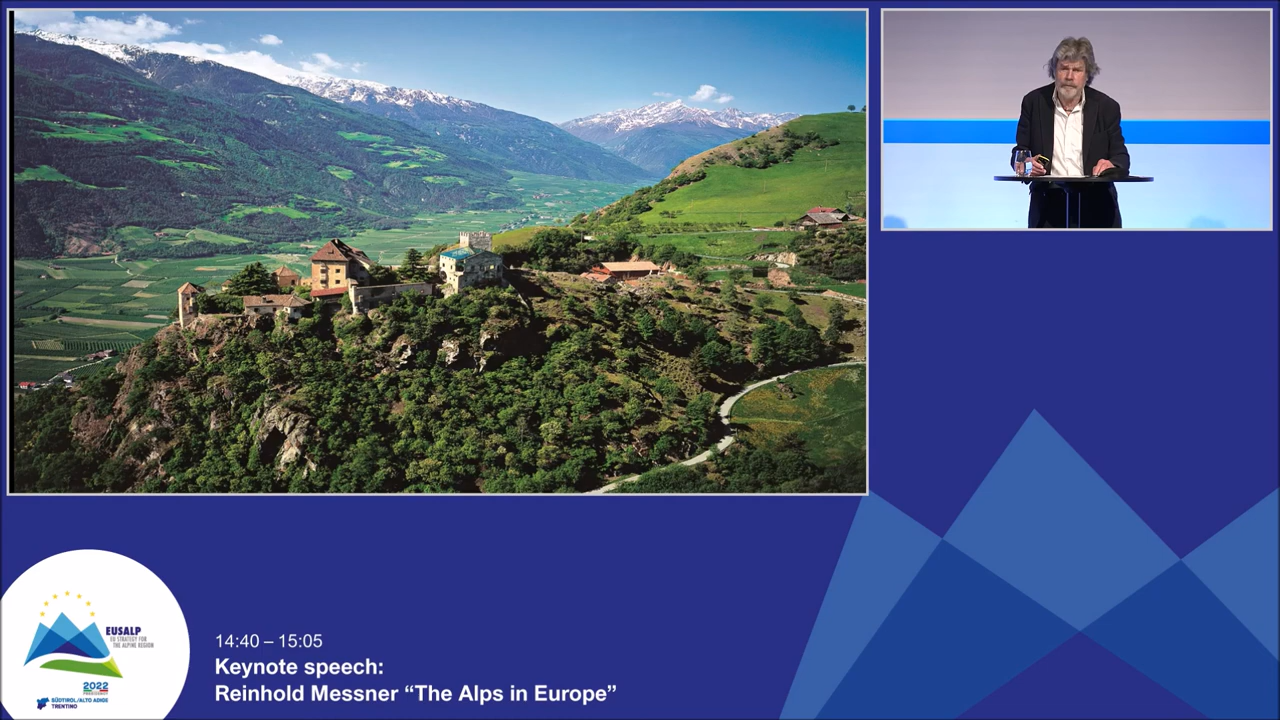 EUSALP
EU STRATEGY FOR
THE ALPINE REGION
2022
PRESIDENCY
SÜDTIROL/ALTO ADIGE
TRENTINO
14:40 – 15:05
Keynote speech:
Reinhold Messner “The Alps in Europe”